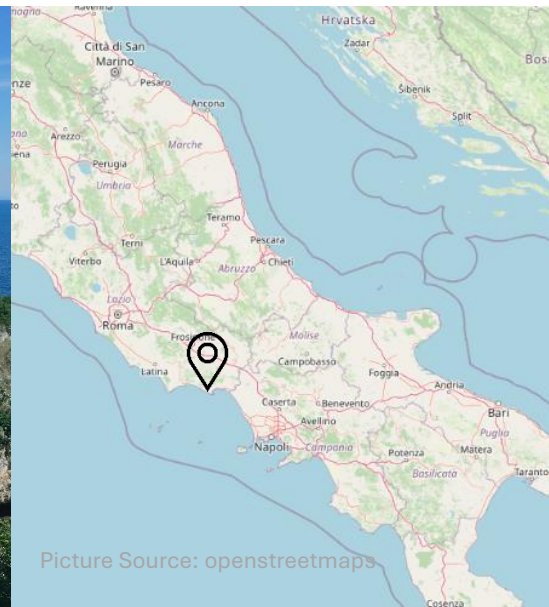 Ravenna
Hrvatska
Zadar
Bos
Città di San
Marino
nze
Pesaro
Šibenik
Split
Ancona
Arezzo
ena
Marche
Perugia
Umbria
Teramo
Terni
Pescara
Viterbo
L'Aquila
Chieti
Abruzzo
Lazio
Roma
Frosinone
Molise
Latina
Campobasso
Foggia
Andria
Caserta
Benevento
Bari
Avellino
Napoli
Campania
Puglia
Potenza
Matera
Basilicata
Taranto
Picture Source: openstreetmaps
Cosenza